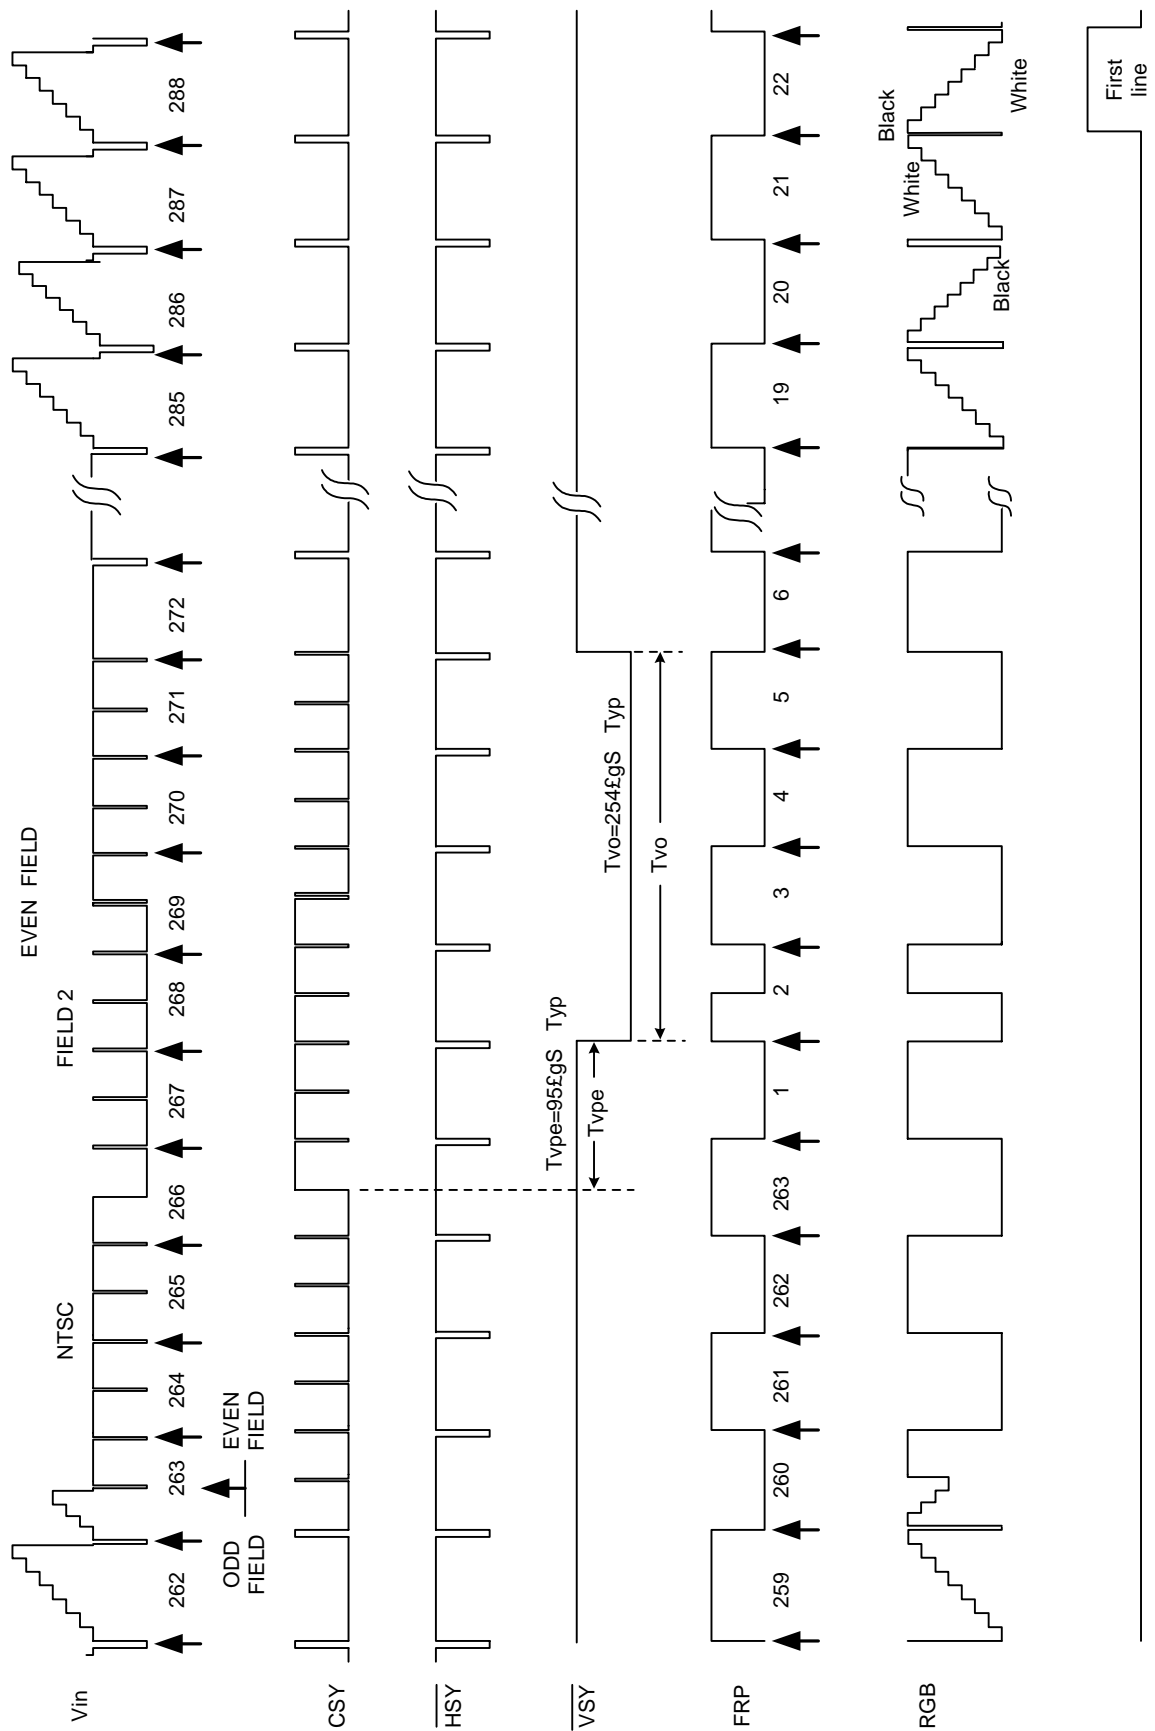 EVEN FIELD
NTSC
FIELD 2
Vin
262 263 264 265 266 267 268 269 270 271 272 285 286 287 288
ODD
FIELD
EVEN
FIELD
CSY
HSY
Tvpe=95£gS Typ
Tvpe
Tvo=254£gS Typ
Tvo
VSY
FRP
259 260 261 262 263 1 2 3 4 5 6 19 20 21 22
Black
White
RGB
Black
White
First
line